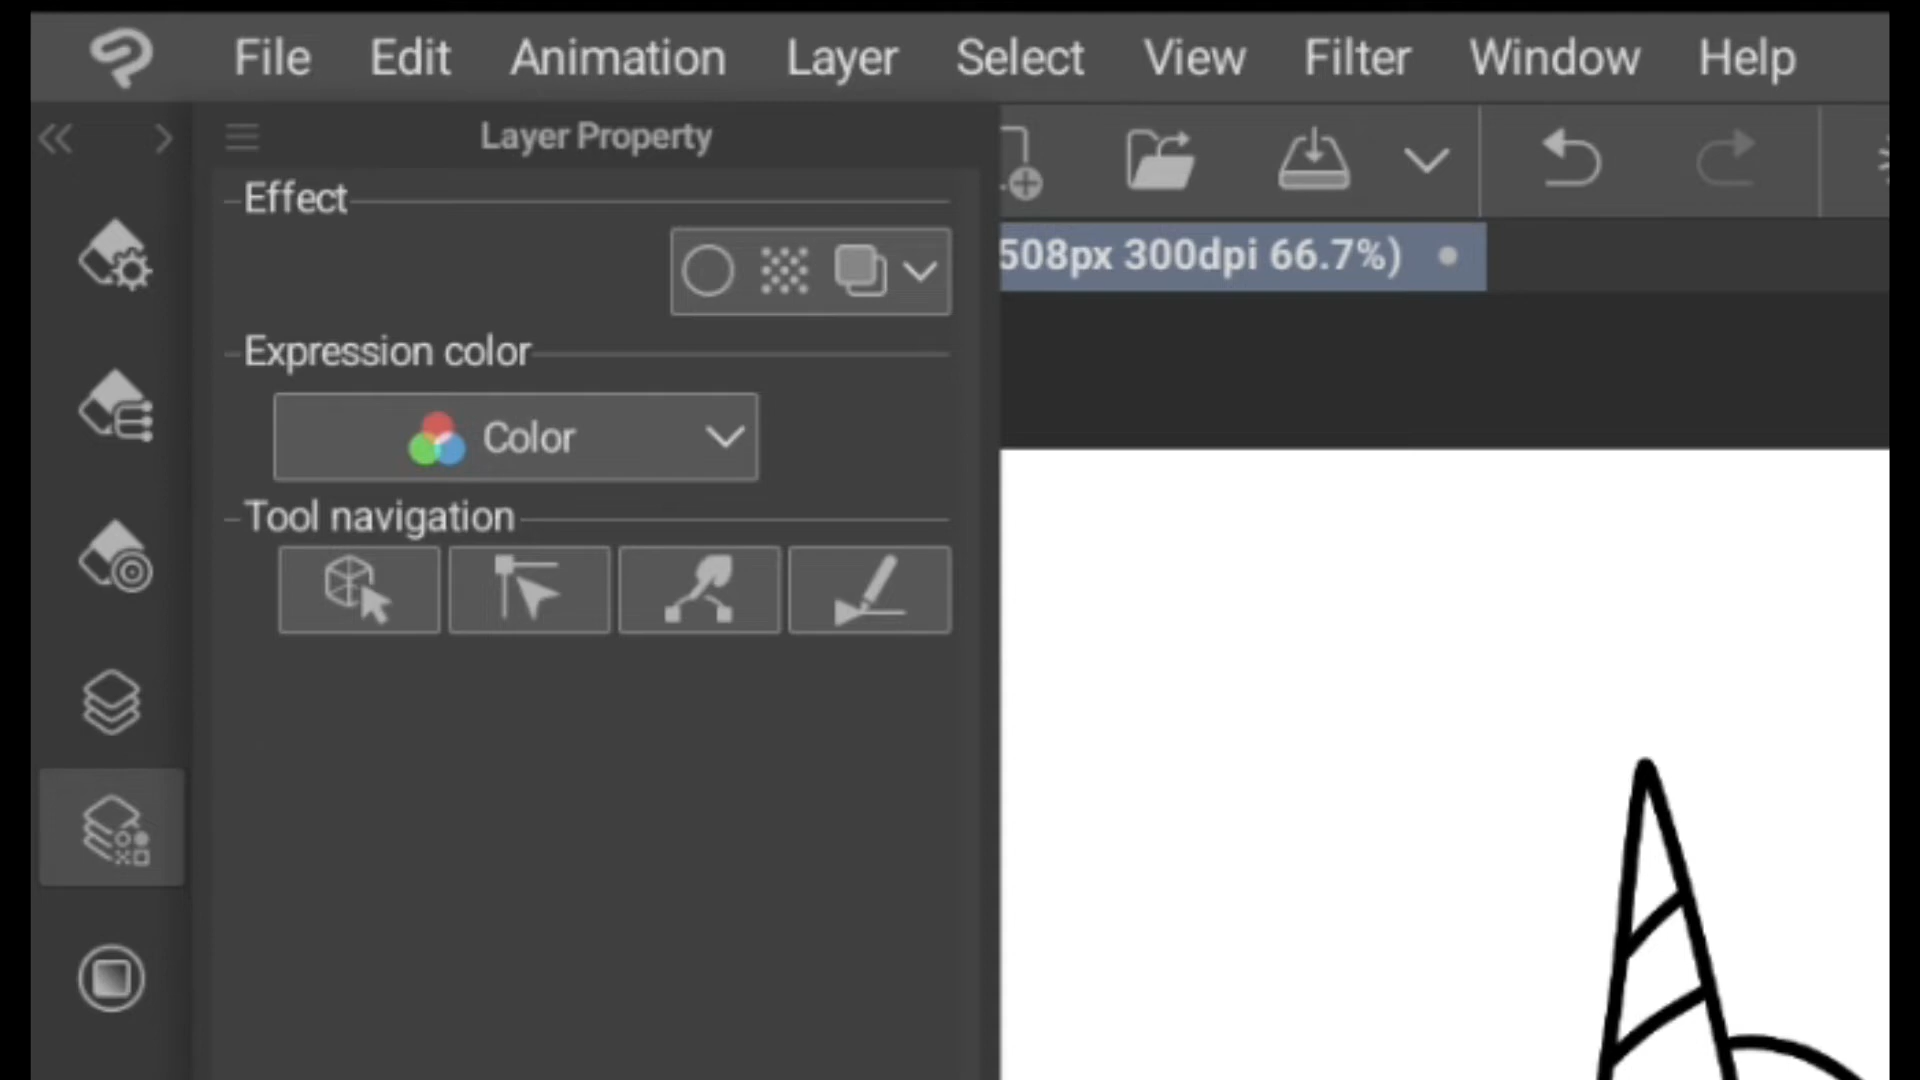 File Edit Animation Layer Select View Filter Window Help
Layer Property
Effect
508px 300dpi 66.7%)
Expression color
Color
Tool navigation